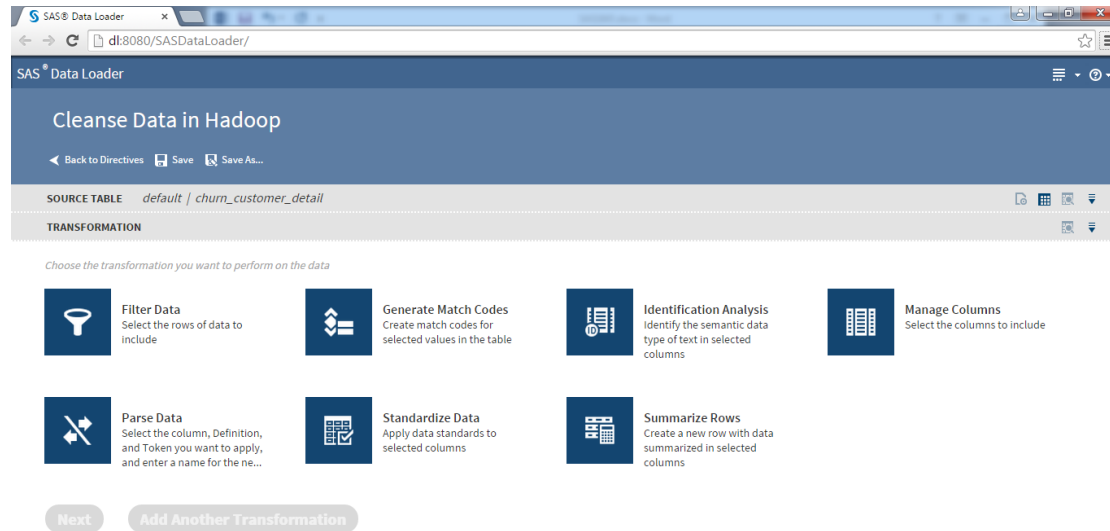 SAS® Data Loader
dl:8080/SASDataLoader/
SAS® Data Loader
Cleanse Data in Hadoop
Back to Directives Save Save As...
SOURCE TABLE default | churn_customer_detail
TRANSFORMATION
Choose the transformation you want to perform on the data
Filter Data
Select the rows of data to
include
Generate Match Codes
Create match codes for
selected values in the table
Identification Analysis
Identify the semantic data
type of text in selected
columns
ID
Manage Columns
Select the columns to include
Parse Data
Select the column, Definition,
and Token you want to apply,
and enter a name for the ne...
Standardize Data
Apply data standards to
selected columns
Summarize Rows
Create a new row with data
summarized in selected
columns
Next Add Another Transformation